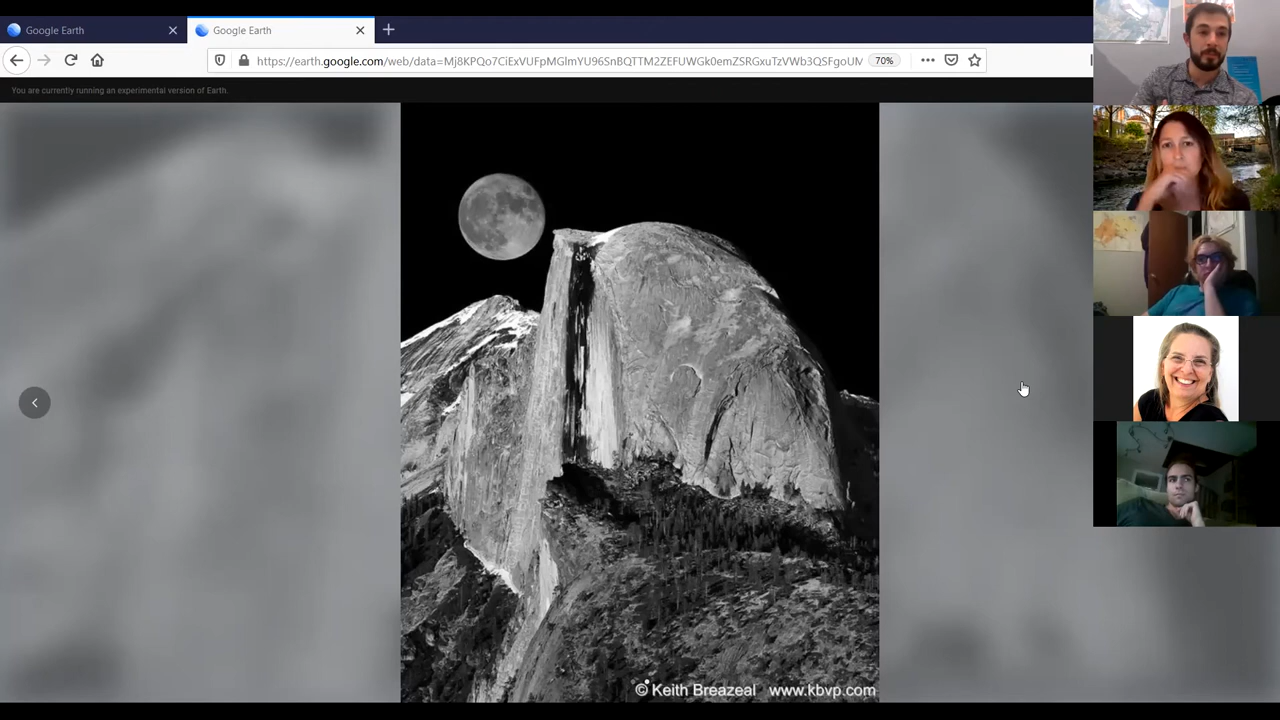 Google Earth
Google Earth
https://earth.google.com/web/data=
70%
You are currently running an experimental version of Earth.
© Keith Breazeal www.kbvp.com